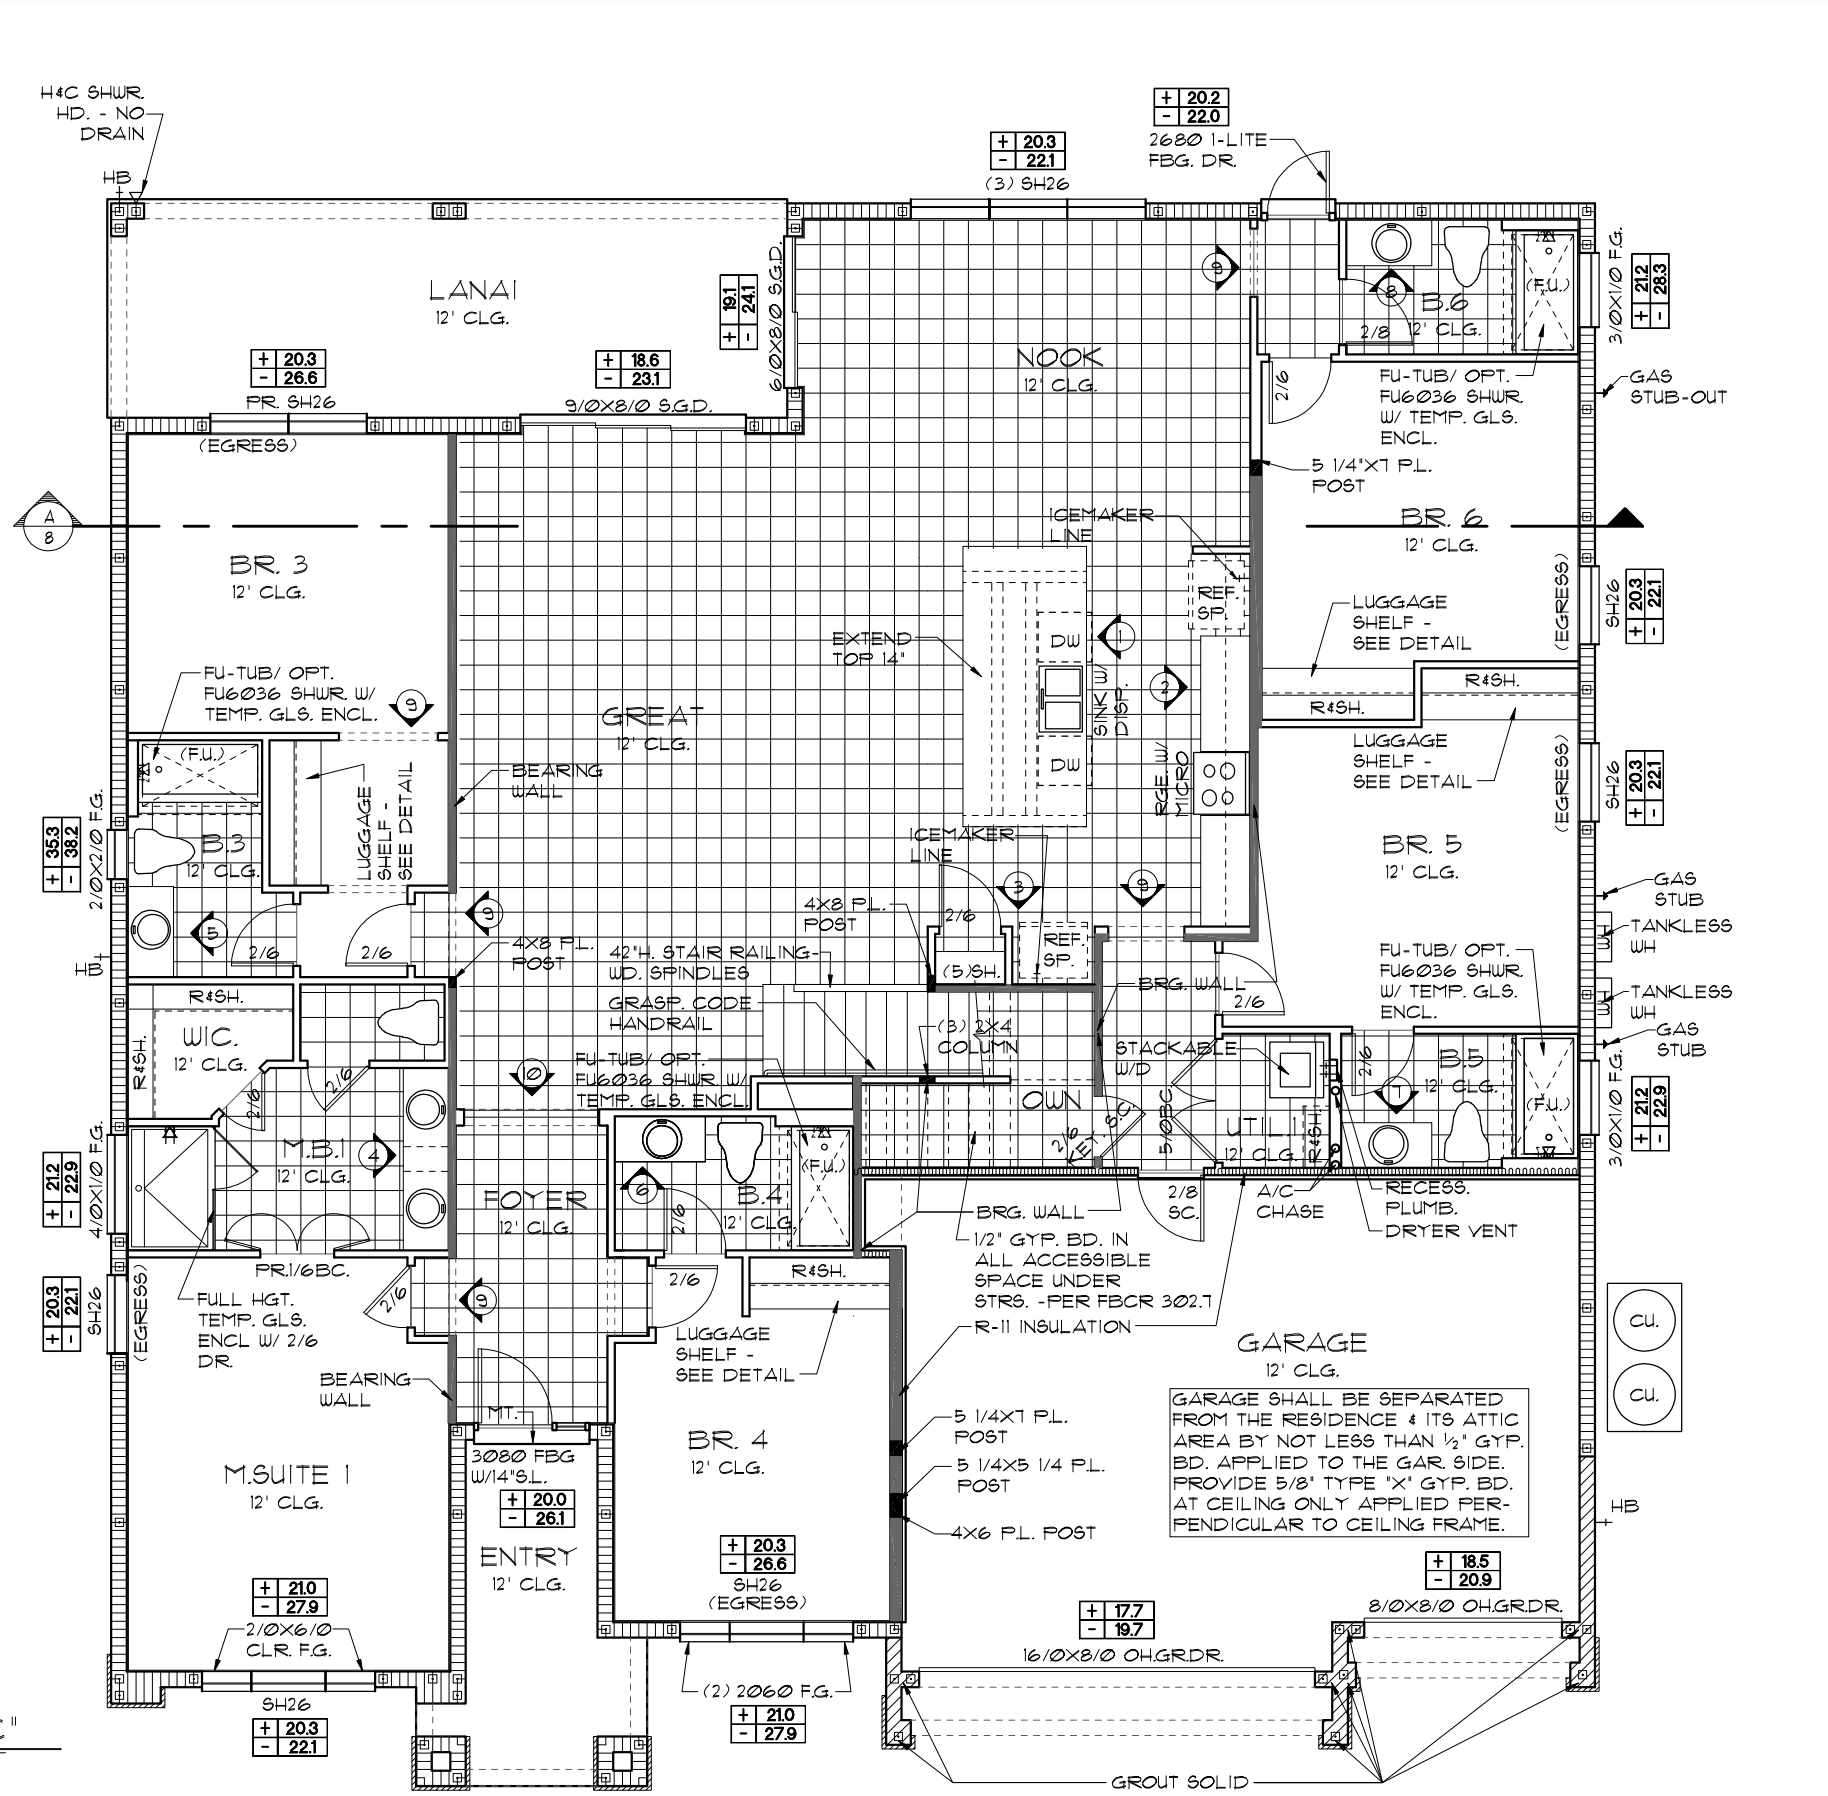 H&C SHWR.
HD. - NO
DRAIN
HB
+ 20.2
- 22.0
2680 1-LITE
FBG. DR.
+ 20.3
- 22.1
(3) SH26
LANAI
12' CLG.
+ 19.1
- 24.1
6/0X8/0 S.G.D.
+ 20.3
- 26.6
PR. SH26
(EGRESS)
+ 18.6
- 23.1
9/0X8/0 S.G.D.
NOOK
12' CLG.
9
8
B.6
12' CLG.
2/8
(F.U.)
3/0X1/0 F.G.
+ 21.2
- 28.3
2/6
FU-TUB/ OPT.
FU6036 SHWR.
W/ TEMP. GLS.
ENCL.
GAS
STUB-OUT
5 1/4"X7 P.L.
POST
A
8
BR. 3
12' CLG.
BR. 6
12' CLG.
(EGRESS)
SH26
+ 20.3
- 22.1
ICEMAKER
LINE
REF.
SP.
LUGGAGE
SHELF -
SEE DETAIL
R&SH.
R&SH.
LUGGAGE
SHELF -
SEE DETAIL
EXTEND
TOP 14"
DW
1
SINK W/
DISP.
2
DW
RGE. W/
MICRO
FU-TUB/ OPT.
FU6036 SHWR. W/
TEMP. GLS. ENCL.
9
GREAT
12' CLG.
BEARING
WALL
(F.U.)
LUGGAGE
SHELF -
SEE DETAIL
B.3
12' CLG.
+ 35.3
- 38.2
2/0X2/0 F.G.
5
2/6
2/6
9
(EGRESS)
SH26
+ 20.3
- 22.1
BR. 5
12' CLG.
GAS
STUB
TANKLESS
WH
TANKLESS
WH
GAS
STUB
ICEMAKER
LINE
3
9
2/6
4X8 P.L.
POST
REF.
SP.
(5)SH.
4X8 P.L.
POST
42"H. STAIR RAILING-
WD. SPINDLES
GRASP. CODE
HANDRAIL
BRG. WALL
2/6
FU-TUB/ OPT.
FU6036 SHWR.
W/ TEMP. GLS.
ENCL.
HB
R&SH.
WIC.
12' CLG.
R&SH.
2/6
2/6
10
FU-TUB/ OPT.
FU6036 SHWR. W/
TEMP. GLS. ENCL.
(3) 2X4
COLUMN
OWN
STACKABLE
W/D
5/0BC
2/6
KEY. S.C.
UTIL.
12' CLG.
R&SH.
2/6
B.5
12' CLG.
7
(F.U.)
3/0X1/0 F.G.
+ 21.2
- 22.9
M.B.1
12' CLG.
4
+ 21.2
- 22.9
4/0X1/0 F.G.
FOYER
12' CLG.
6
2/6
B.4
12' CLG.
(F.U.)
2/8
SC.
A/C
CHASE
RECESS.
PLUMB.
DRYER VENT
BRG. WALL
1/2" GYP. BD. IN
ALL ACCESSIBLE
SPACE UNDER
STRS. -PER FBCR 302.7
R-11 INSULATION
PR.1/6BC.
FULL HGT.
TEMP. GLS.
ENCL W/ 2/6
DR.
+ 20.3
- 22.1
SH26
(EGRESS)
2/6
9
2/6
R&SH.
LUGGAGE
SHELF -
SEE DETAIL
GARAGE
12' CLG.
GARAGE SHALL BE SEPARATED
FROM THE RESIDENCE & ITS ATTIC
AREA BY NOT LESS THAN 1/2" GYP.
BD. APPLIED TO THE GAR. SIDE.
PROVIDE 5/8" TYPE "X" GYP. BD.
AT CEILING ONLY APPLIED PER-
PENDICULAR TO CEILING FRAME.
CU.
CU.
HB
BEARING
WALL
MT.
3080 FBG
W/14"S.L.
+ 20.0
- 26.1
5 1/4X7 P.L.
POST
5 1/4X5 1/4 P.L.
POST
4X6 P.L. POST
BR. 4
12' CLG.
M.SUITE 1
12' CLG.
ENTRY
12' CLG.
+ 20.3
- 26.6
SH26
(EGRESS)
+ 21.0
- 27.9
2/0X6/0
CLR. F.G.
+ 18.5
- 20.9
8/0X8/0 OH.GR.DR.
+ 17.7
- 19.7
16/0X8/0 OH.GR.DR.
SH26
+ 20.3
- 22.1
(2) 2060 F.G.
+ 21.0
- 27.9
GROUT SOLID